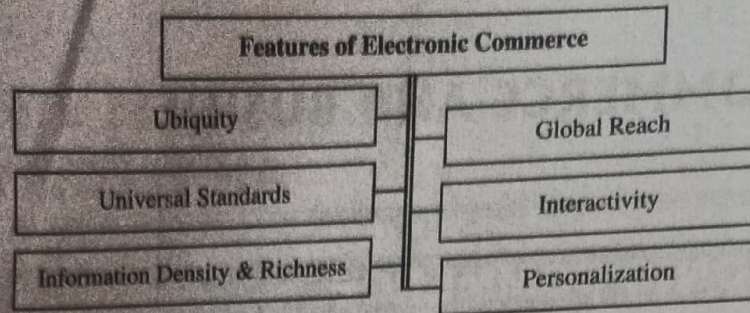 Features of Electronic Commerce
Ubiquity
Global Reach
Universal Standards
Interactivity
Information Density & Richness
Personalization